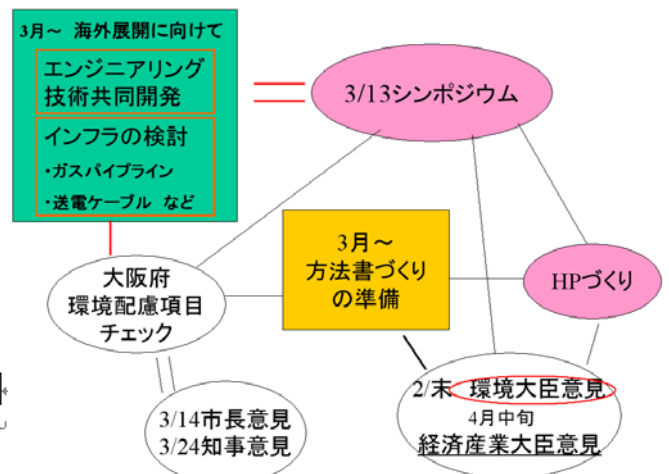 3月～ 海外展開に向けて
エンジニアリング
技術共同開発
インフラの検討
・ガスパイプライン
・送電ケーブル など
3/13シンポジウム
3月～
方法書づくり
の準備
HPづくり
大阪府
環境配慮項目
チェック
3/14市長意見
3/24知事意見
2/末 環境大臣意見
4月中旬
経済産業大臣意見